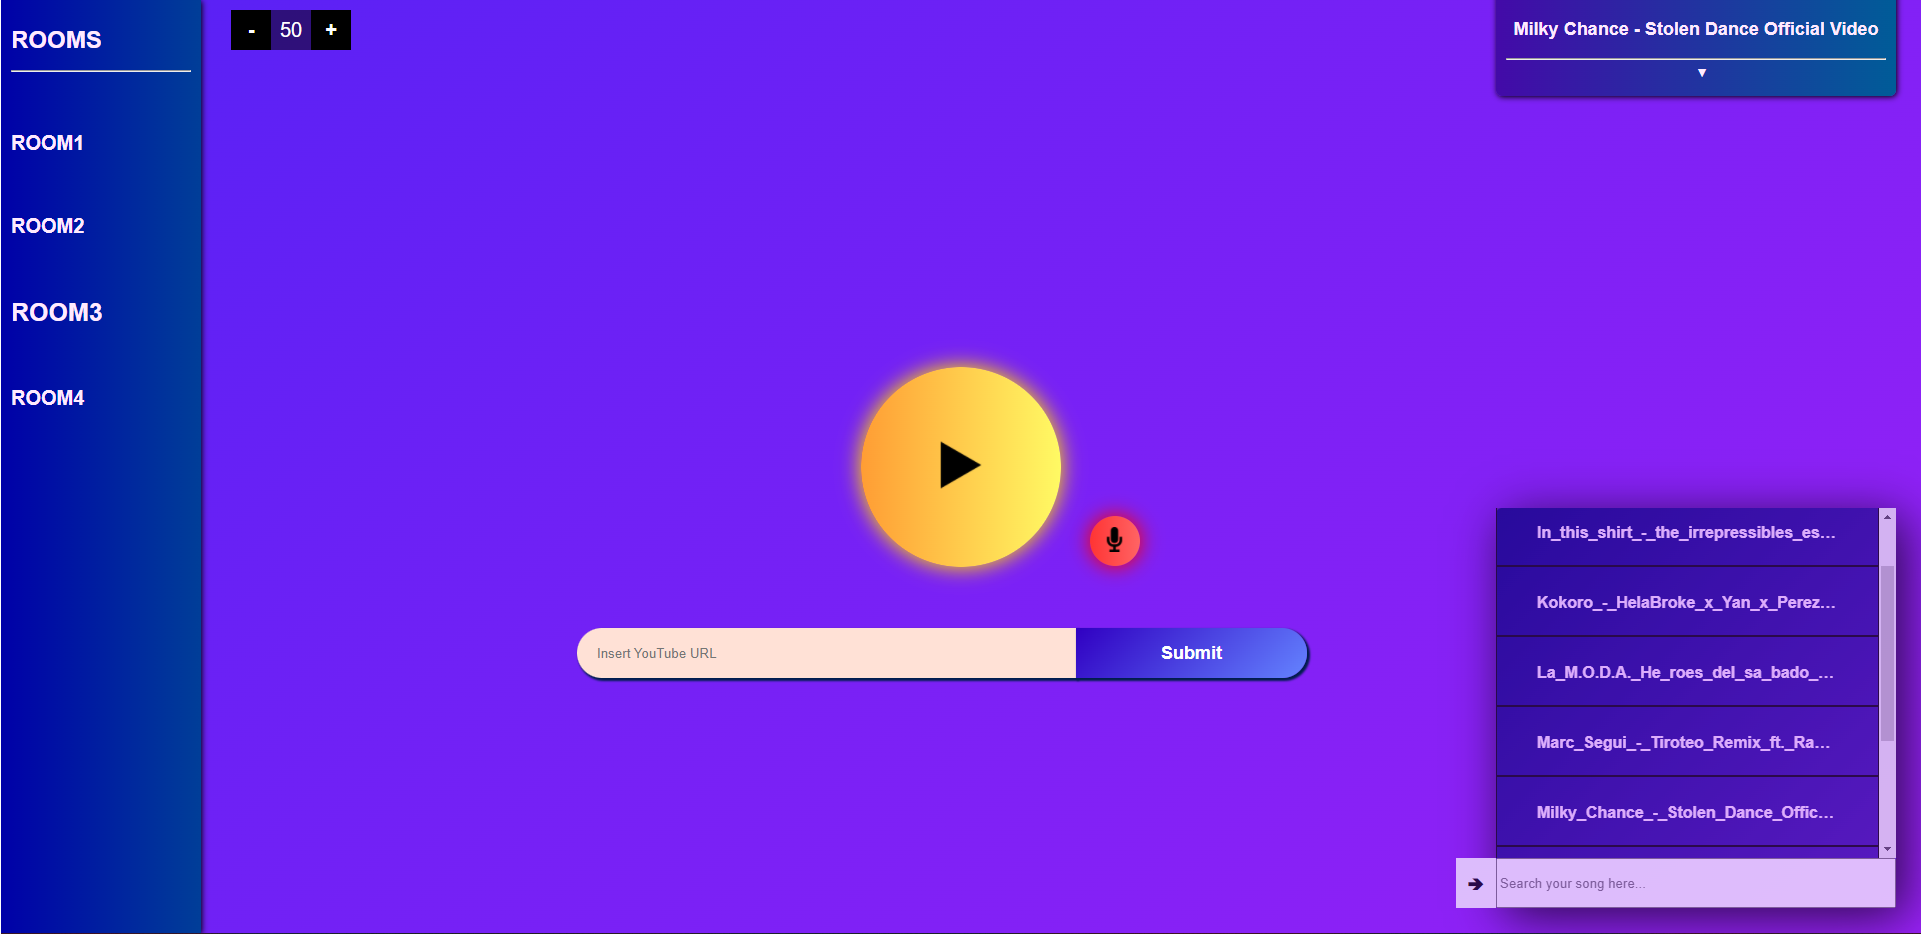 ROOMS
ROOM1
ROOM2
ROOM3
ROOM4
- 50 +
Milky Chance - Stolen Dance Official Video
Insert YouTube URL
Submit
In_this_shirt_-_the_irrepressibles_es...
Kokoro_-_HelaBroke_x_Yan_x_Perez...
La_M.O.D.A._He_roes_del_sa_bado_...
Marc_Segui_-_Tiroteo_Remix_ft._Ra...
Milky_Chance_-_Stolen_Dance_Offic...
Search your song here...